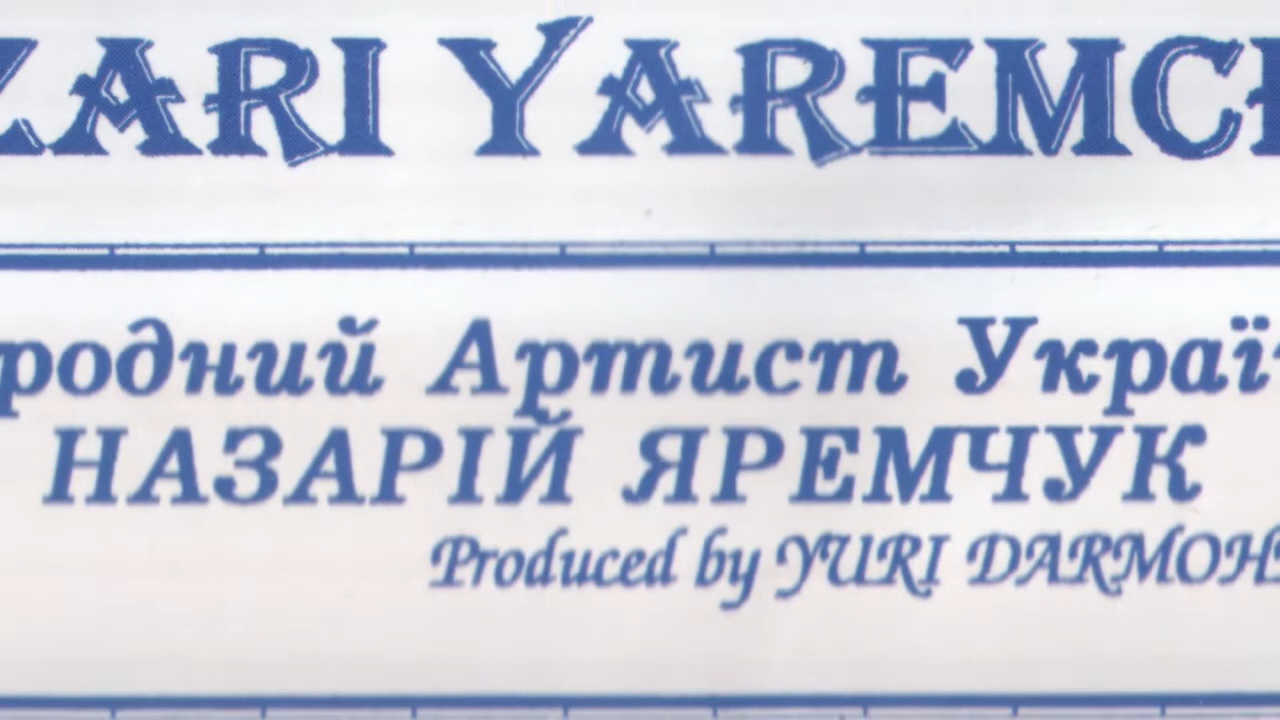 ZARI YAREMCH
родний Артист Украї
НАЗАРІЙ ЯРЕМЧУК
Produced by YURI DARMOH